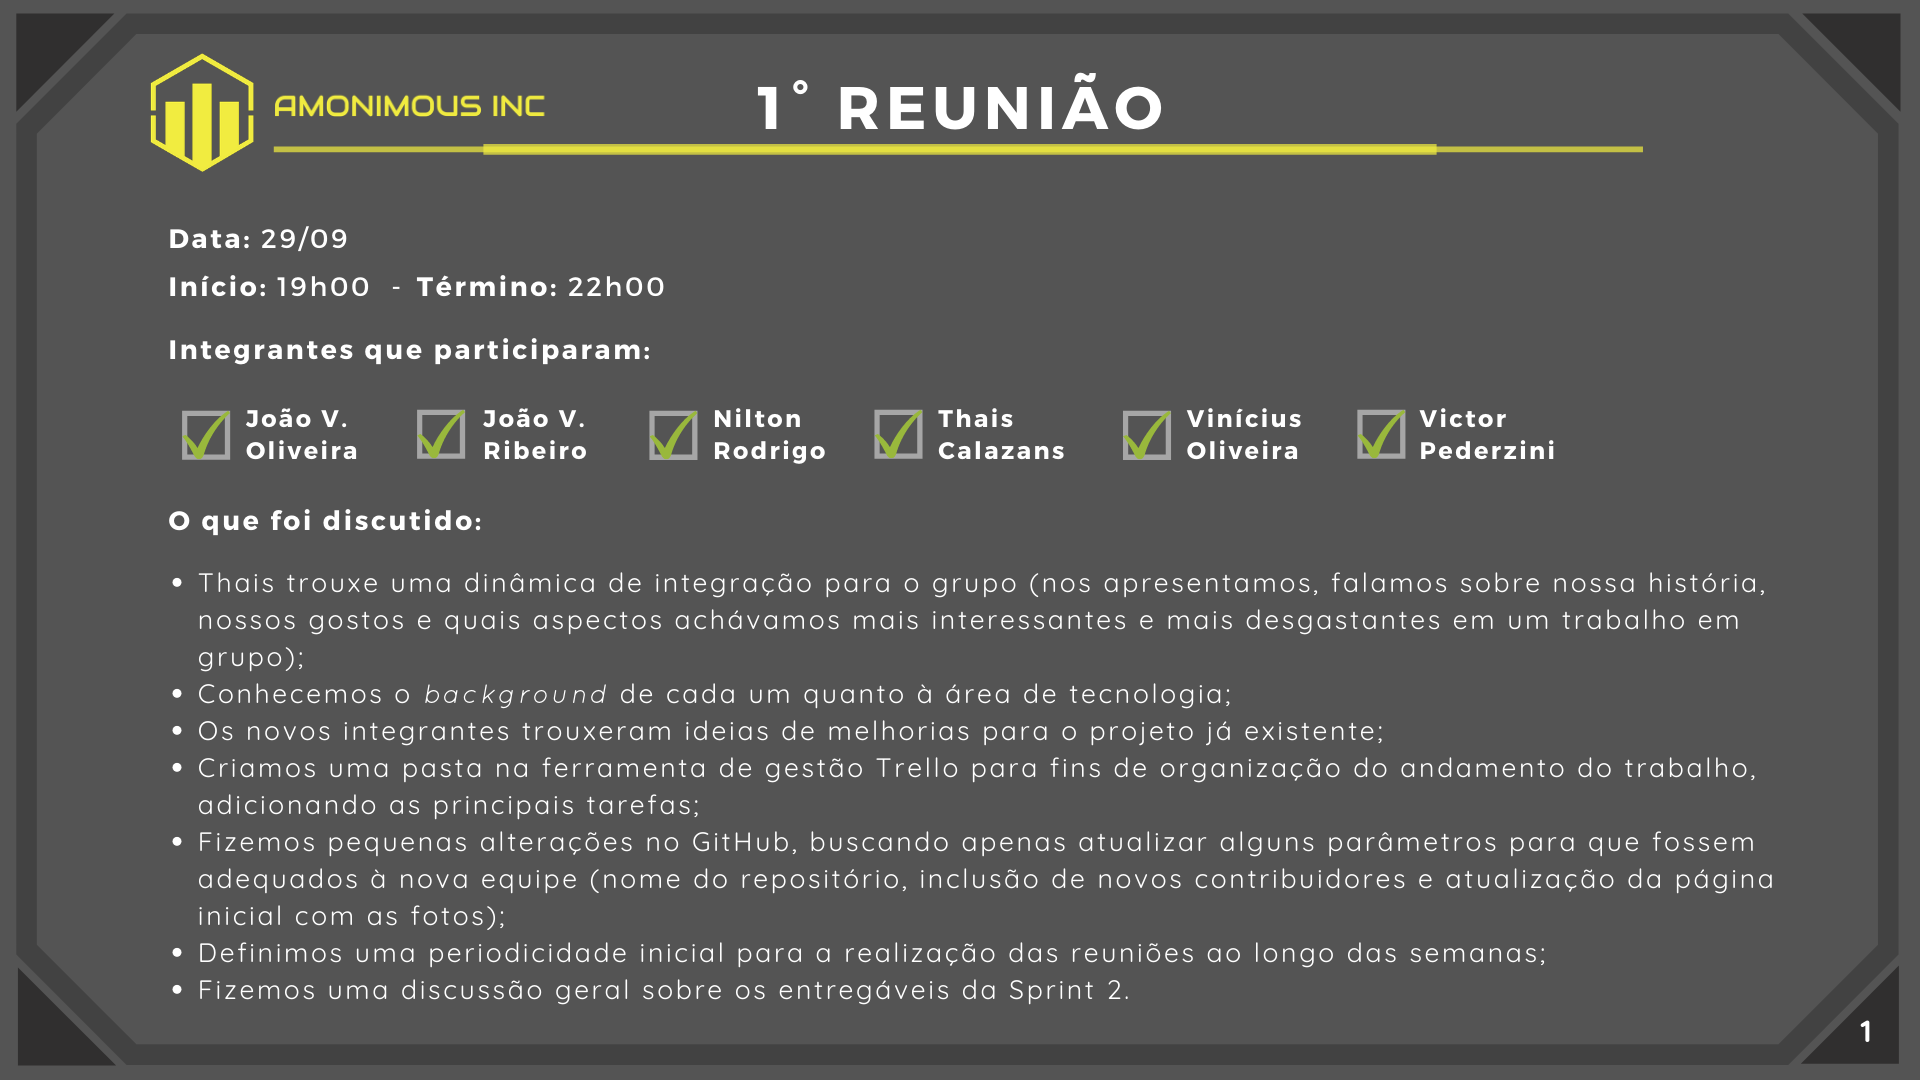 AMONIMOUS INC
1° REUNIÃO
Data: 29/09
Início: 19h00 - Término: 22h00
Integrantes que participaram:
João V.
Oliveira
João V.
Ribeiro
Nilton
Rodrigo
Thais
Calazans
Vinícius
Oliveira
Victor
Pederzini
O que foi discutido:
• Thais trouxe uma dinâmica de integração para o grupo (nos apresentamos, falamos sobre nossa história,
nossos gostos e quais aspectos achávamos mais interessantes e mais desgastantes em um trabalho em
grupo);
• Conhecemos o background de cada um quanto à área de tecnologia;
• Os novos integrantes trouxeram ideias de melhorias para o projeto já existente;
• Criamos uma pasta na ferramenta de gestão Trello para fins de organização do andamento do trabalho,
adicionando as principais tarefas;
• Fizemos pequenas alterações no GitHub, buscando apenas atualizar alguns parâmetros para que fossem
adequados à nova equipe (nome do repositório, inclusão de novos contribuidores e atualização da página
inicial com as fotos);
• Definimos uma periodicidade inicial para a realização das reuniões ao longo das semanas;
• Fizemos uma discussão geral sobre os entregáveis da Sprint 2.
1